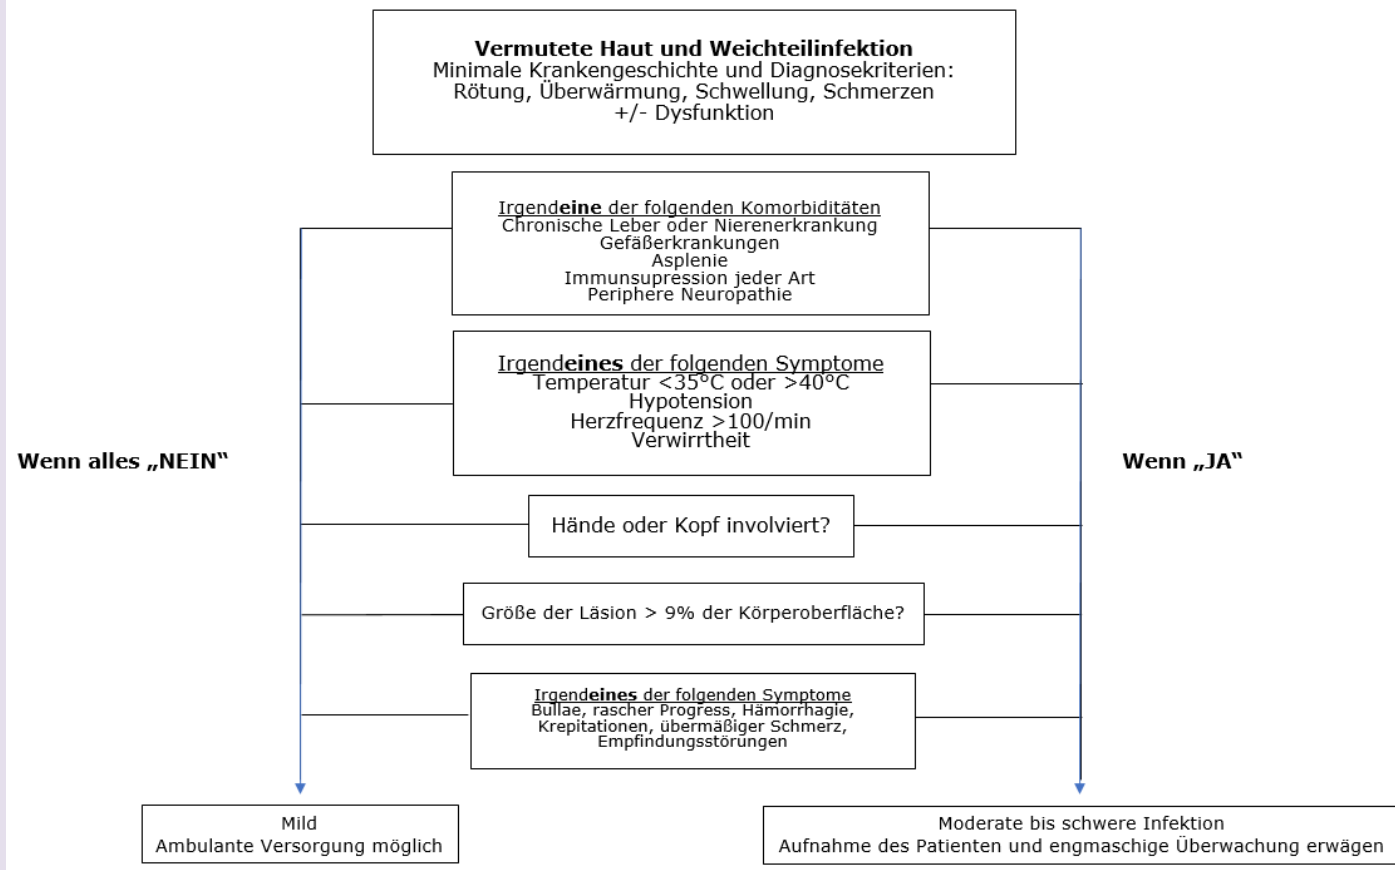 Vermutete Haut und Weichteilinfektion
Minimale Krankengeschichte und Diagnosekriterien:
Rötung, Überwärmung, Schwellung, Schmerzen
+/- Dysfunktion
Irgendeine der folgenden Komorbiditäten
Chronische Leber oder Nierenerkrankung
Gefäßerkrankungen
Asplenie
Immunsupression jeder Art
Periphere Neuropathie
Irgendeines der folgenden Symptome
Temperatur <35°C oder >40°C
Hypotension
Herzfrequenz >100/min
Verwirrtheit
Wenn alles „NEIN“
Wenn „JA“
Hände oder Kopf involviert?
Größe der Läsion > 9% der Körperoberfläche?
Irgendeines der folgenden Symptome
Bullae, rascher Progress, Hämorrhagie,
Krepitationen, übermäßiger Schmerz,
Empfindungsstörungen
Mild
Ambulante Versorgung möglich
Moderate bis schwere Infektion
Aufnahme des Patienten und engmaschige Überwachung erwägen